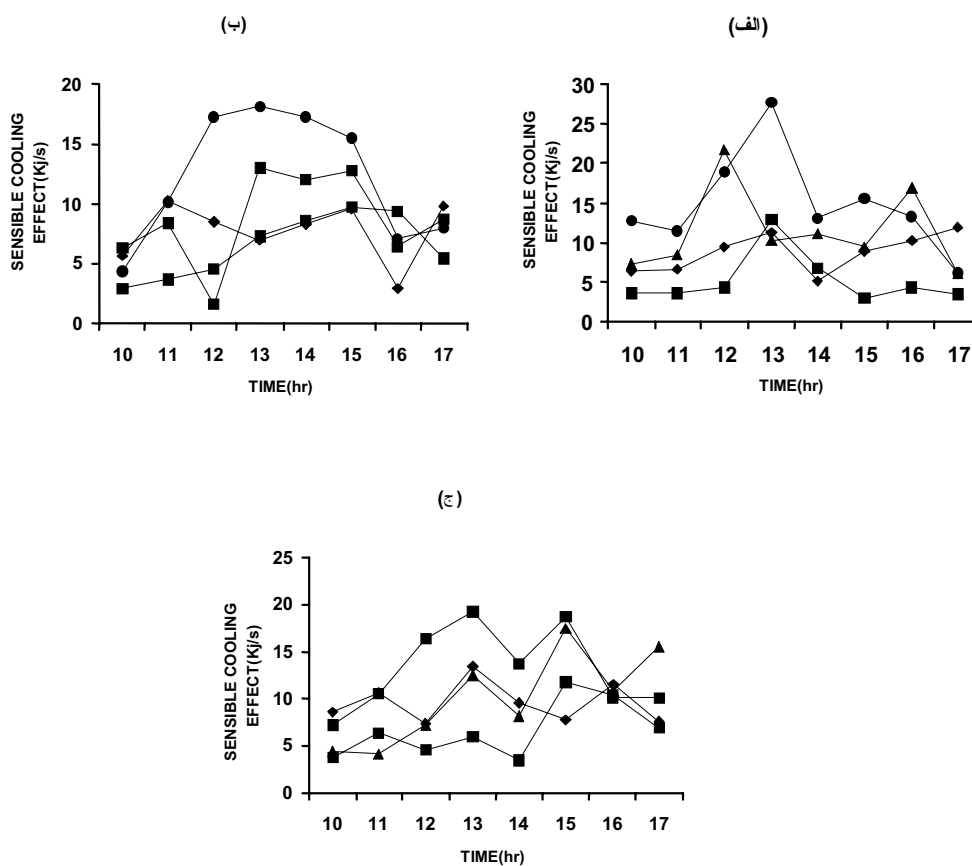 (الف)
30
25
20
15
10
5
0
SENSIBLE COOLING
EFFECT(Kj/s)
10 11 12 13 14 15 16 17
TIME(hr)
(ب)
20
15
10
5
0
SENSIBLE COOLING
EFFECT(Kj/s)
10 11 12 13 14 15 16 17
TIME(hr)
(ج)
25
20
15
10
5
0
SENSIBLE COOLING
EFFECT(Kj/s)
10 11 12 13 14 15 16 17
TIME(hr)